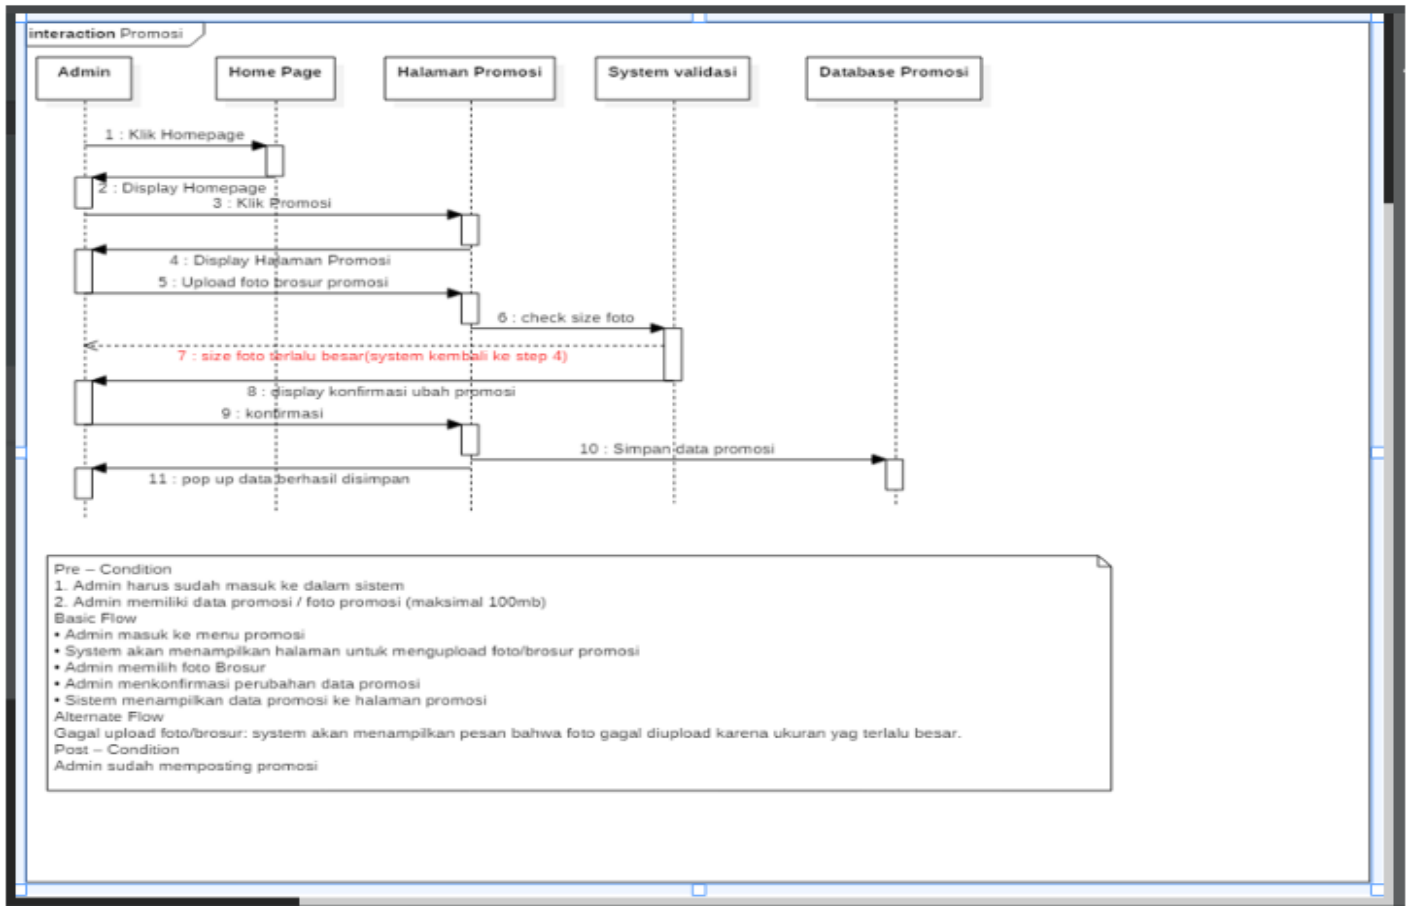 interaction Promosi
Admin
Home Page
Halaman Promosi
System validasi
Database Promosi
1 : Klik Homepage
2 : Display Homepage
3 : Klik Promosi
4 : Display Halaman Promosi
5 : Upload foto brosur promosi
6 : check size foto
7 : size foto terlalu besar(system kembali ke step 4)
8 : display konfirmasi ubah promosi
9 : konfirmasi
10 : Simpan data promosi
11 : pop up data berhasil disimpan
Pre – Condition
1. Admin harus sudah masuk ke dalam sistem
2. Admin memiliki data promosi / foto promosi (maksimal 100mb)
Basic Flow
• Admin masuk ke menu promosi
• System akan menampilkan halaman untuk mengupload foto/brosur promosi
• Admin memilih foto Brosur
• Admin menkonfirmasi perubahan data promosi
• Sistem menampilkan data promosi ke halaman promosi
Alternate Flow
Gagal upload foto/brosur: system akan menampilkan pesan bahwa foto gagal diupload karena ukuran yag terlalu besar.
Post – Condition
Admin sudah memposting promosi